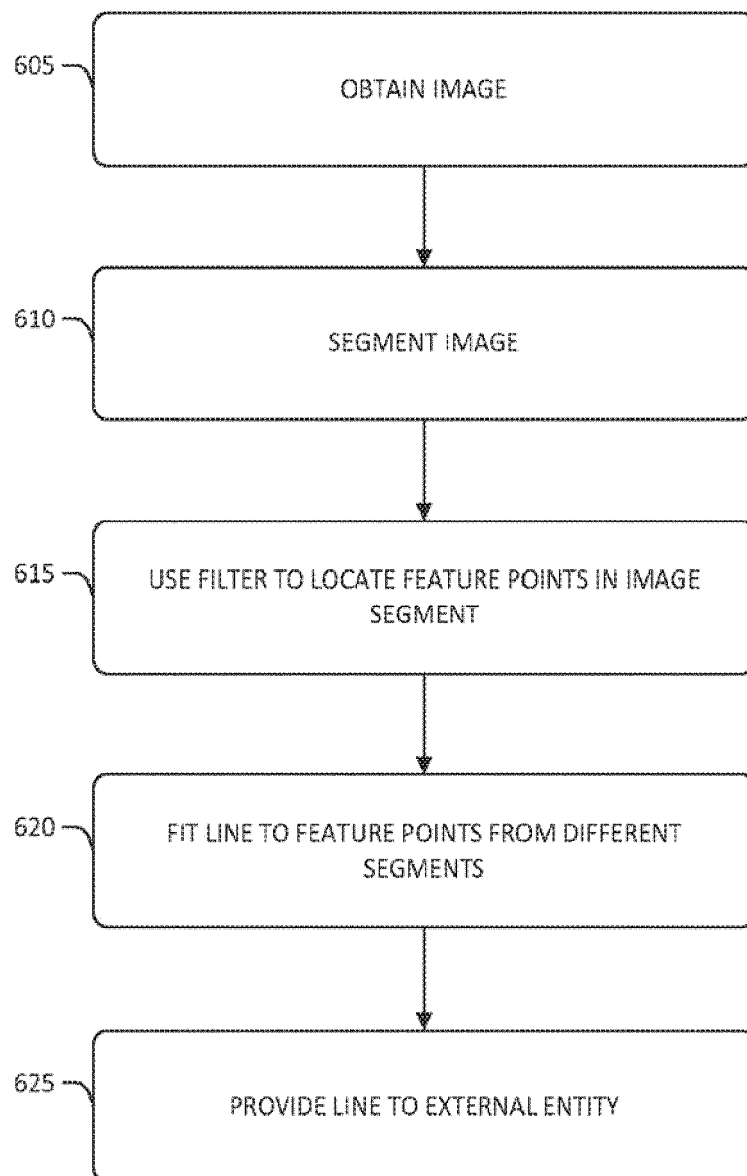 605
OBTAIN IMAGE
610
SEGMENT IMAGE
615
USE FILTER TO LOCATE FEATURE POINTS IN IMAGE
SEGMENT
620
FIT LINE TO FEATURE POINTS FROM DIFFERENT
SEGMENTS
625
PROVIDE LINE TO EXTERNAL ENTITY